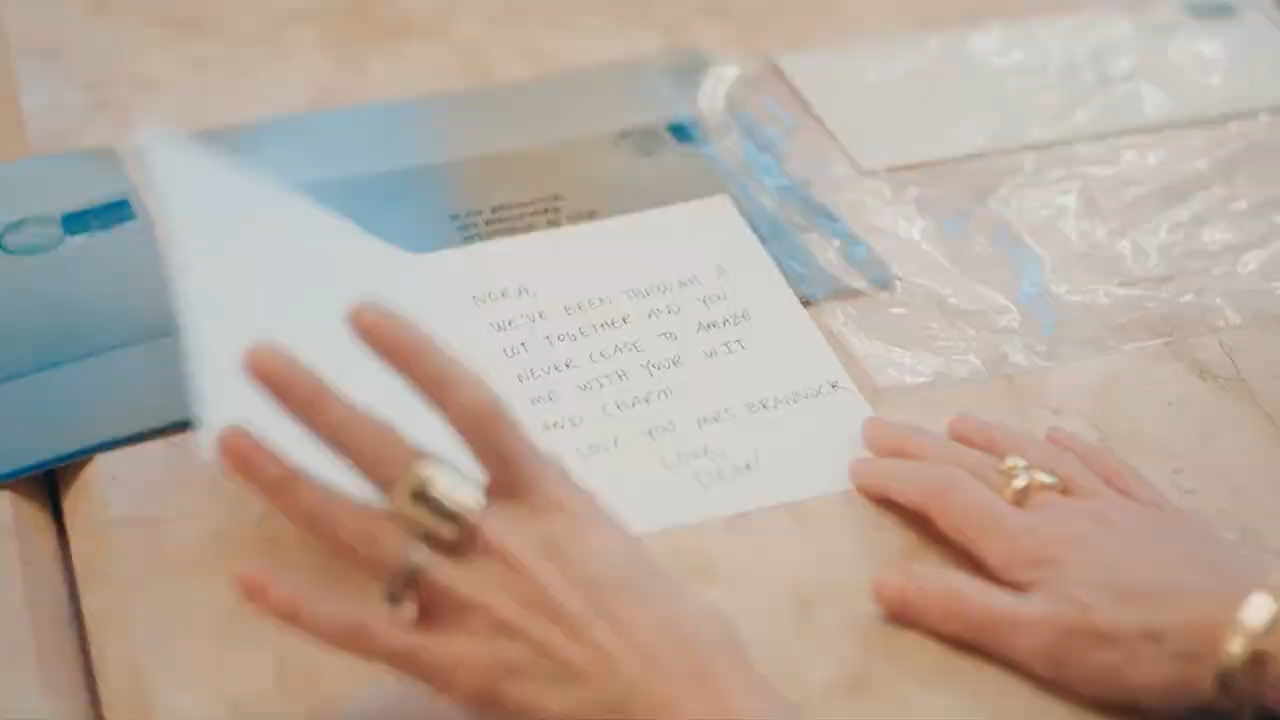 NORA,
WE'VE BEEN THROUGH A
LOT TOGETHER AND YOU
NEVER CEASE TO AMAZE
ME WITH YOUR WIT
AND CHARM
LOVE YOU MRS BRANNOCK
LOVE,